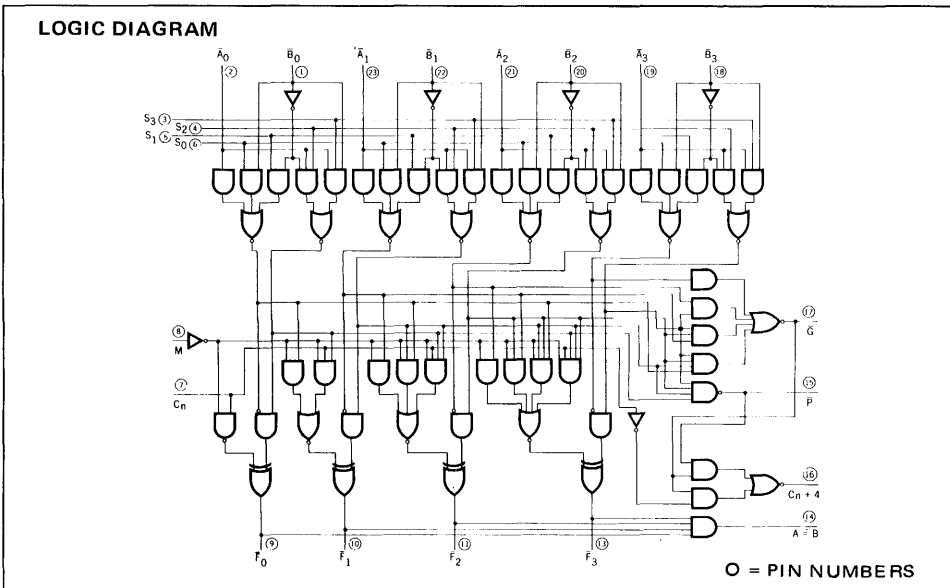 LOGIC DIAGRAM
Ā0 B̄0 Ā1 B̄1 Ā2 B̄2 Ā3 B̄3
② ① ㉓ ㉒ ㉑ ⑳ ⑲ ⑱
S3 ③
S2 ④
S1 ⑤
S0 ⑥
⑰
Ḡ
⑧
M
⑮
P̄
⑦
Cn
⑯
Cn + 4
⑭
A = B
⑨ ⑩ ⑪ ⑬
F̄0 F̄1 F̄2 F̄3
O = PIN NUMBERS